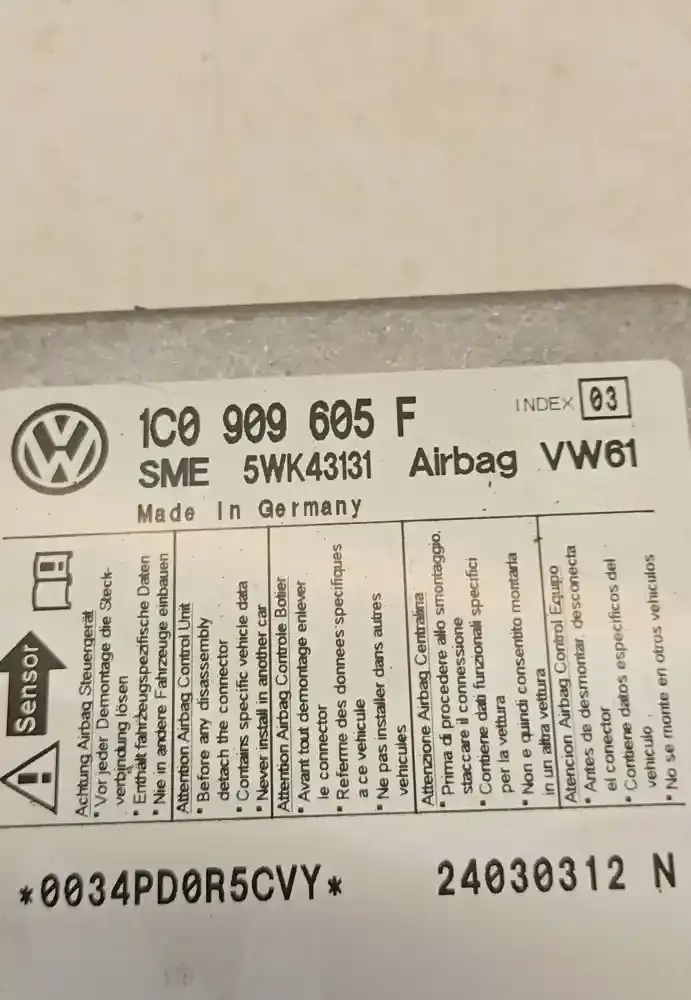 1C0 909 605 F
INDEX 03
SME 5WK43131 Airbag VW61
Made In Germany
Sensor
Achtung Airbag Steuergerät
* Vor jeder Demontage die Steck-
verbindung lösen
* Enthält fahrzeugspezifische Daten
* Nie in andere Fahrzeuge einbauen
Attention Airbag Control Unit
* Before any disassembly
detach the connector
* Contains specific vehicle data
* Never install in another car
Attention Airbag Controle Botier
* Avant tout demontage enlever
le connector
* Referme des donnees specifiques
a ce vehicule
* Ne pas installer dans autres
vehicules
Attenzione Airbag Centralina
* Prima di procedere allo smontaggio,
staccare il connessione
* Contiene dati funzionali specifici
per la vettura
* Non e quindi consentito montarla
in un altra vettura
Atencion Airbag Control Equipo
* Antes de desmontar, desconecta
el conector
* Contiene datos especificos del
vehiculo
* No se monte en otros vehiculos
*0034PD0R5CVY* 24030312 N